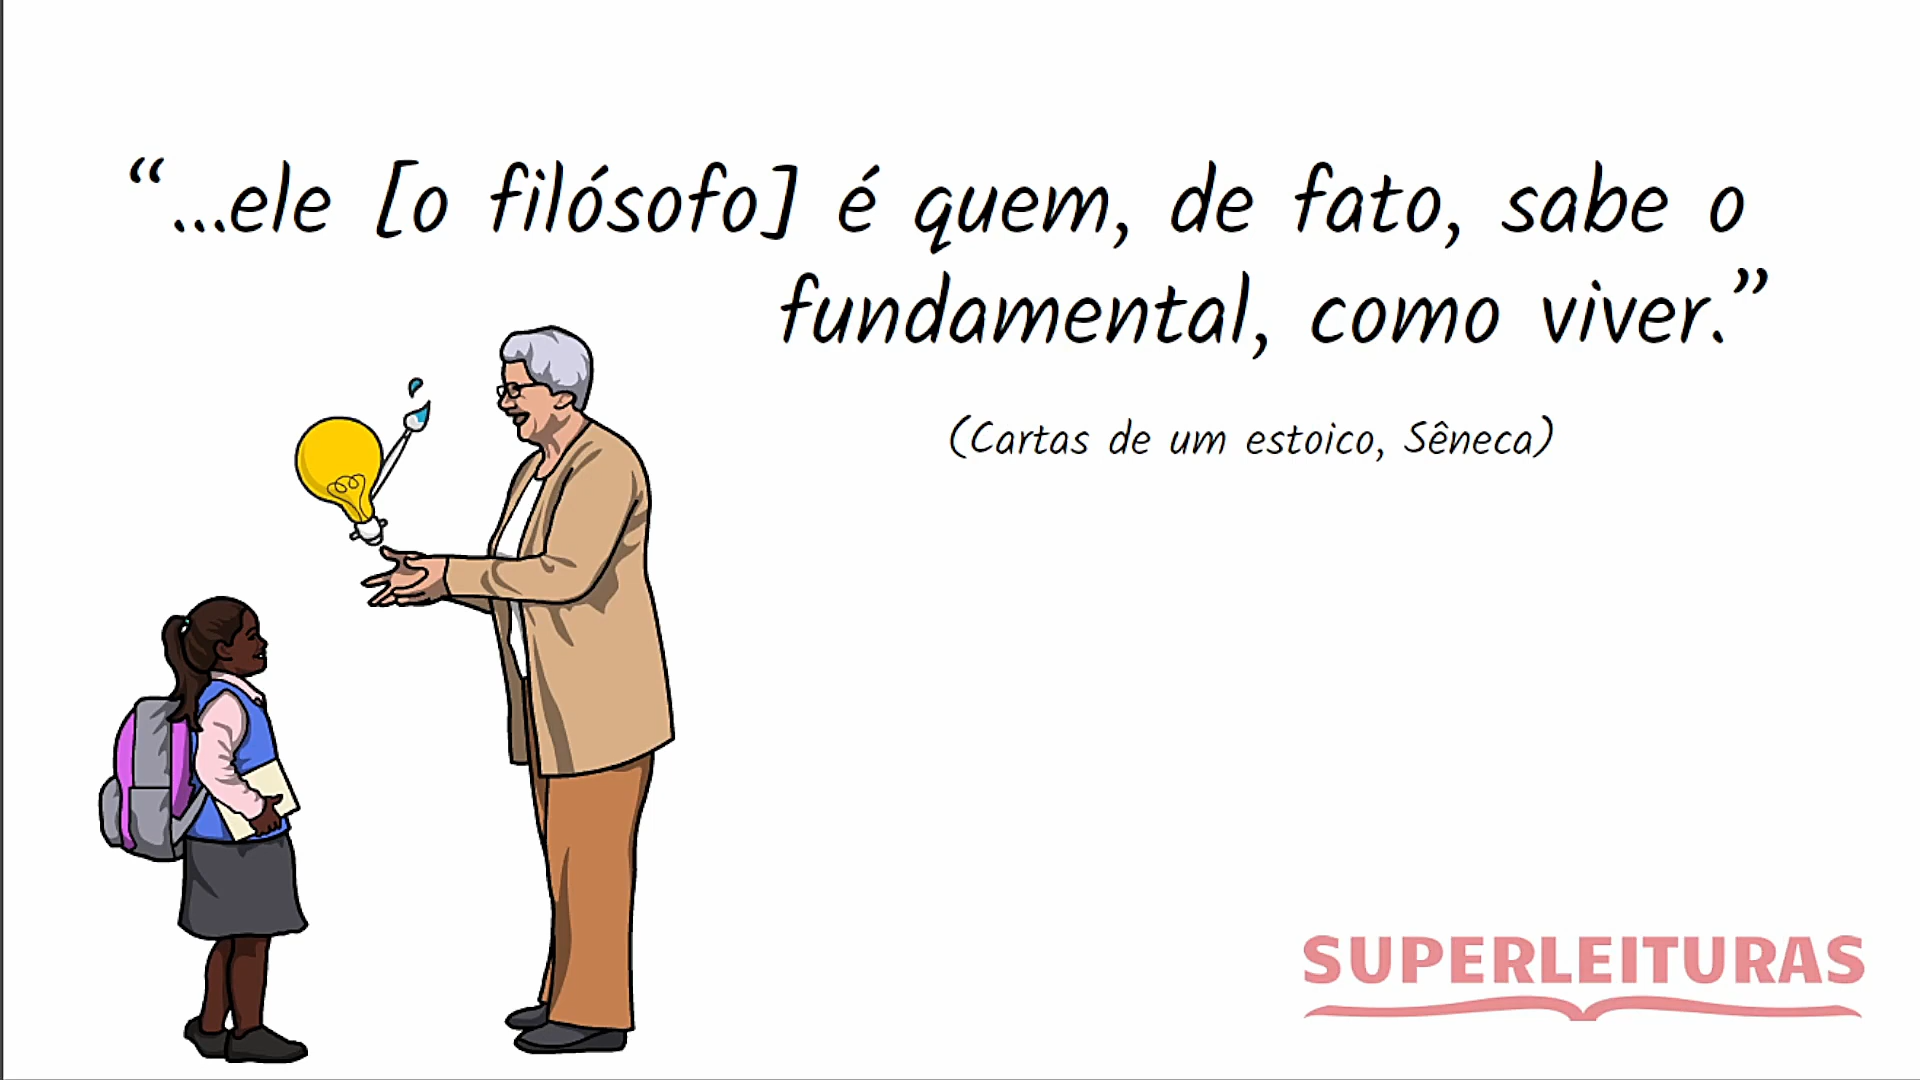 “...ele [o filósofo] é quem, de fato, sabe o
fundamental, como viver.”
(Cartas de um estoico, Sêneca)
SUPERLEITURAS